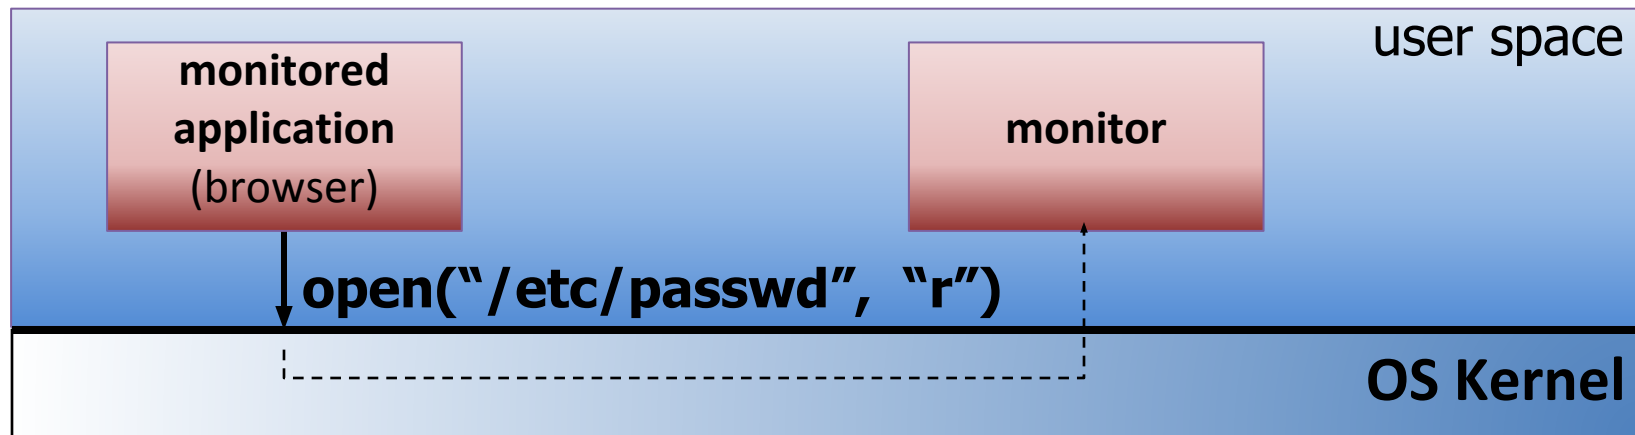 user space
monitored
application
(browser)
monitor
open(“/etc/passwd”, “r”)
OS Kernel